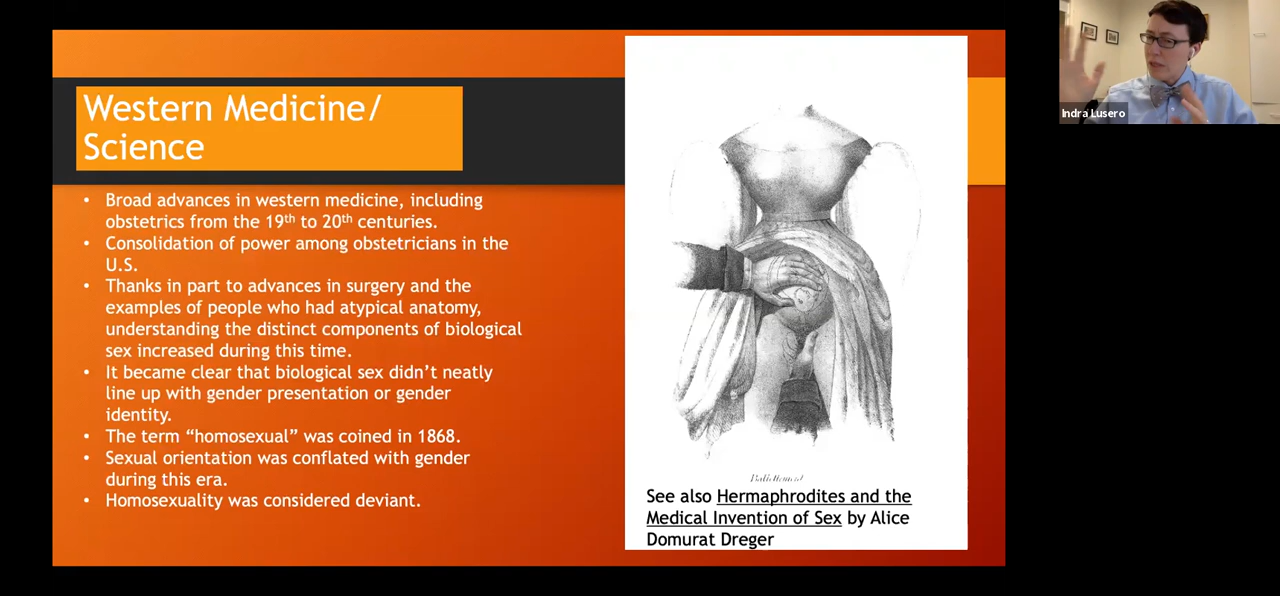 Western Medicine/
Science
• Broad advances in western medicine, including
obstetrics from the 19th to 20th centuries.
• Consolidation of power among obstetricians in the
U.S.
• Thanks in part to advances in surgery and the
examples of people who had atypical anatomy,
understanding the distinct components of biological
sex increased during this time.
• It became clear that biological sex didn’t neatly
line up with gender presentation or gender
identity.
• The term “homosexual” was coined in 1868.
• Sexual orientation was conflated with gender
during this era.
• Homosexuality was considered deviant.
See also Hermaphrodites and the
Medical Invention of Sex by Alice
Domurat Dreger
Indra Lusero